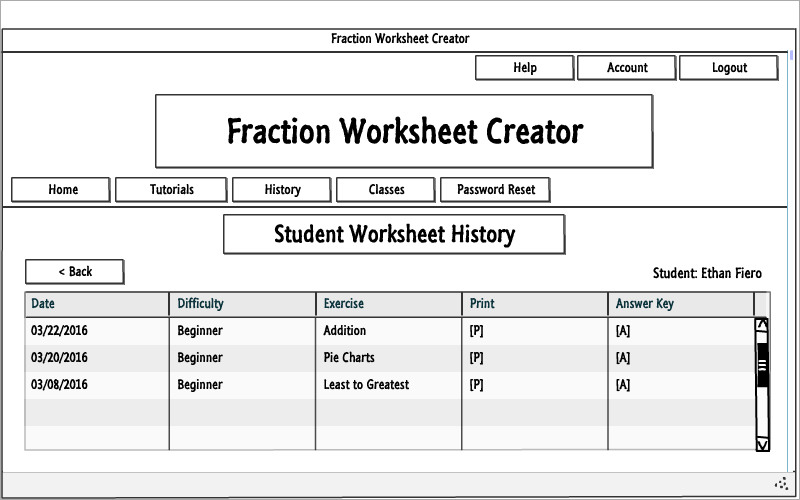 Fraction Worksheet Creator
Help Account Logout
Fraction Worksheet Creator
Home Tutorials History Classes Password Reset
Student Worksheet History
< Back Student: Ethan Fiero
Date Difficulty Exercise Print Answer Key
03/22/2016 Beginner Addition [P] [A]
03/20/2016 Beginner Pie Charts [P] [A]
03/08/2016 Beginner Least to Greatest [P] [A]